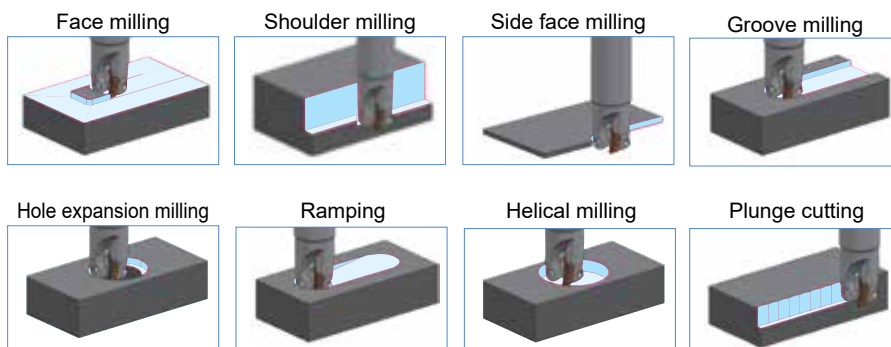 Face milling
Shoulder milling
Side face milling
Groove milling
Hole expansion milling
Ramping
Helical milling
Plunge cutting